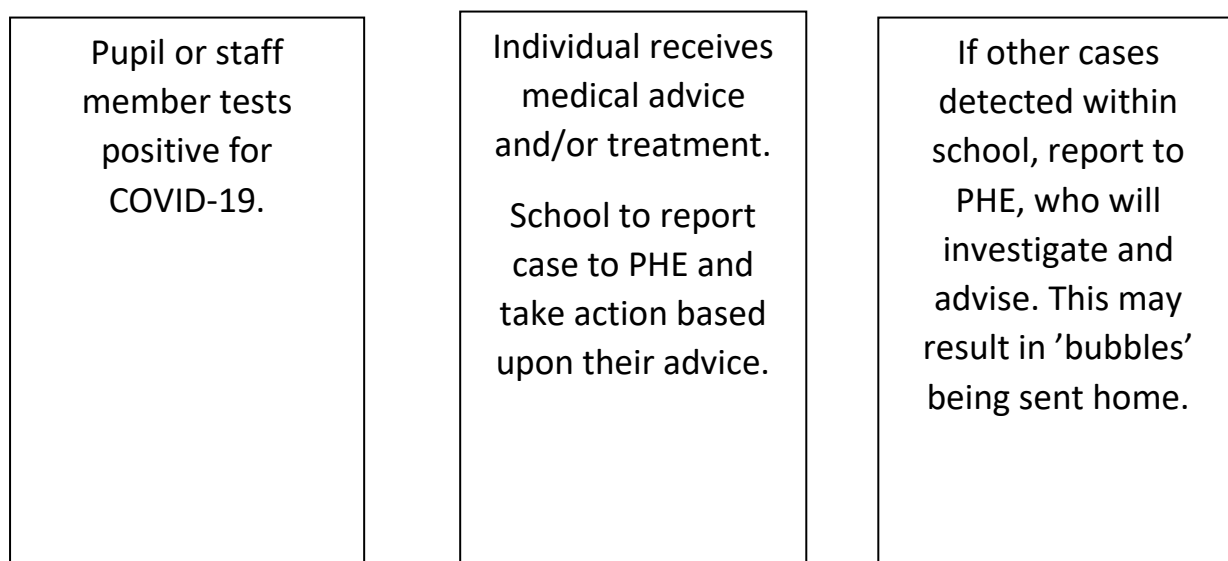 Pupil or staff
member tests
positive for
COVID-19.
Individual receives
medical advice
and/or treatment.
School to report
case to PHE and
take action based
upon their advice.
If other cases
detected within
school, report to
PHE, who will
investigate and
advise. This may
result in ’bubbles’
being sent home.